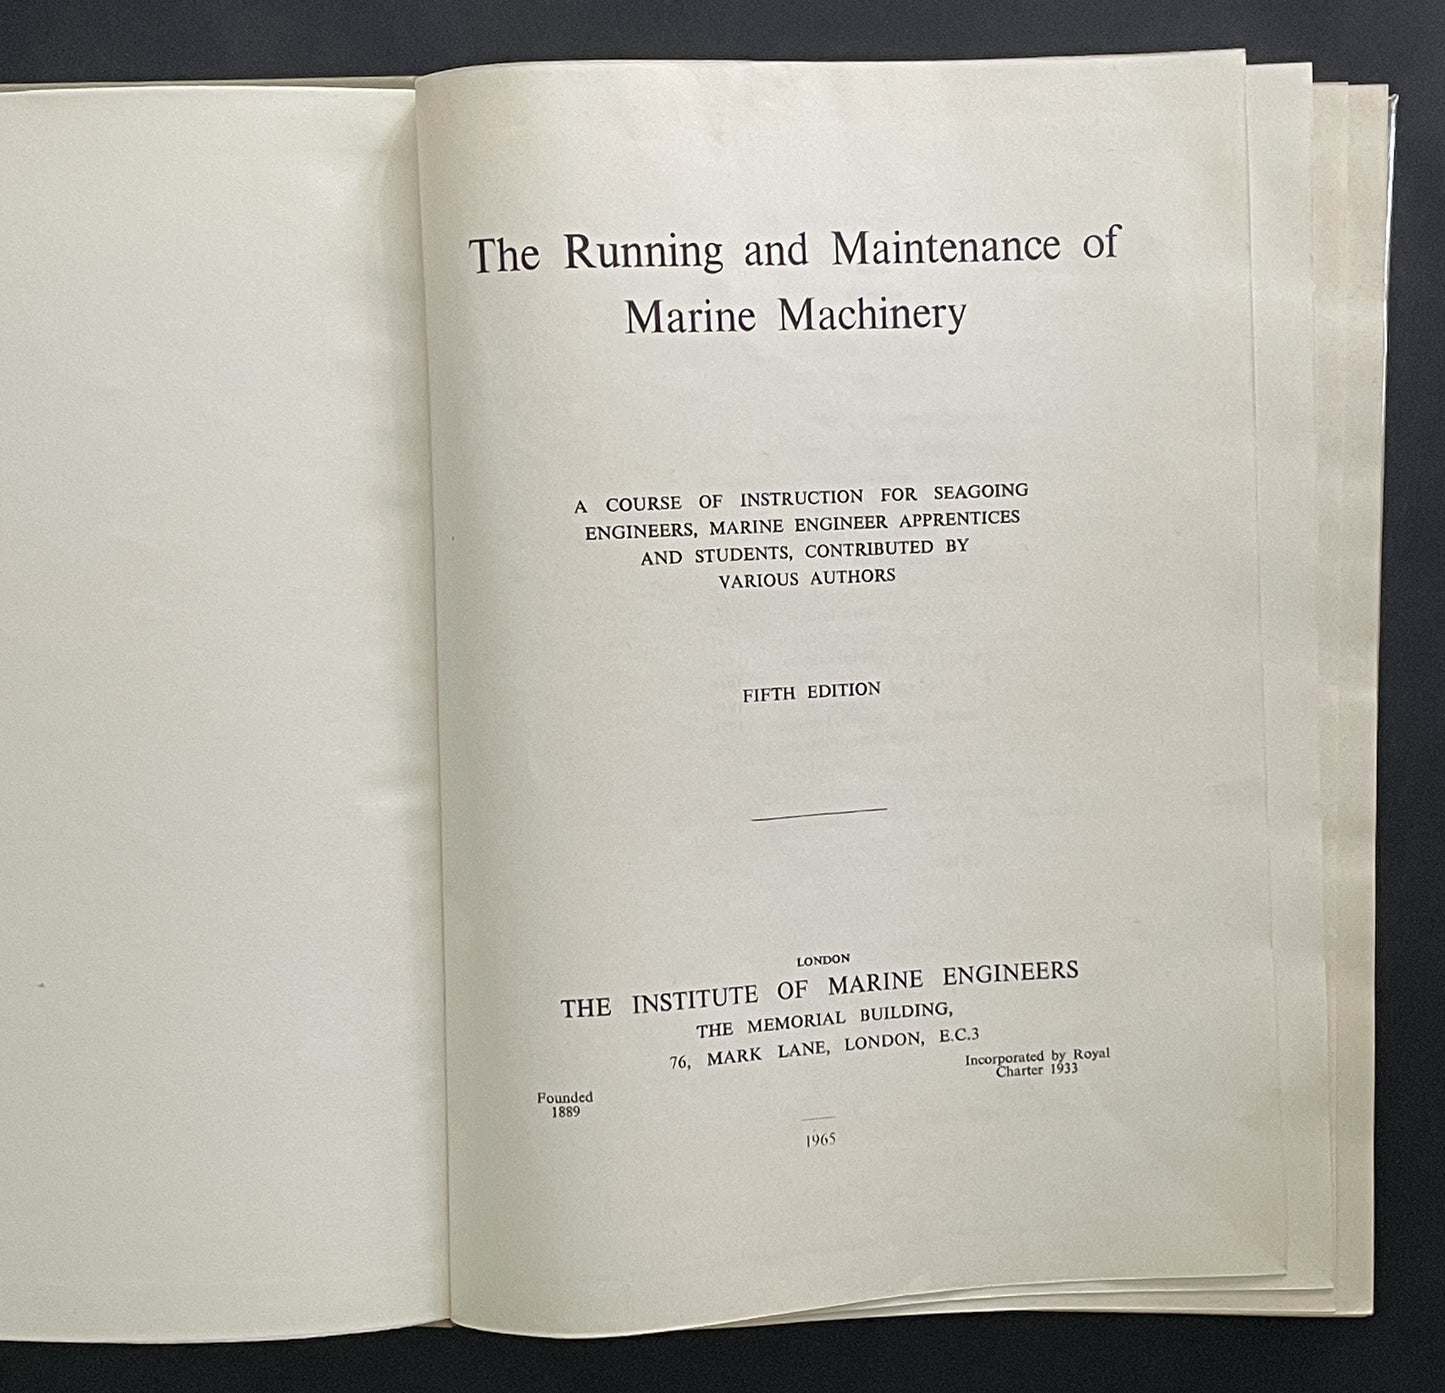 The Running and Maintenance of
Marine Machinery
A COURSE OF INSTRUCTION FOR SEAGOING
ENGINEERS, MARINE ENGINEER APPRENTICES
AND STUDENTS, CONTRIBUTED BY
VARIOUS AUTHORS
FIFTH EDITION
LONDON
THE INSTITUTE OF MARINE ENGINEERS
THE MEMORIAL BUILDING,
76, MARK LANE, LONDON, E.C.3
Founded
1889
Incorporated by Royal
Charter 1933
1965